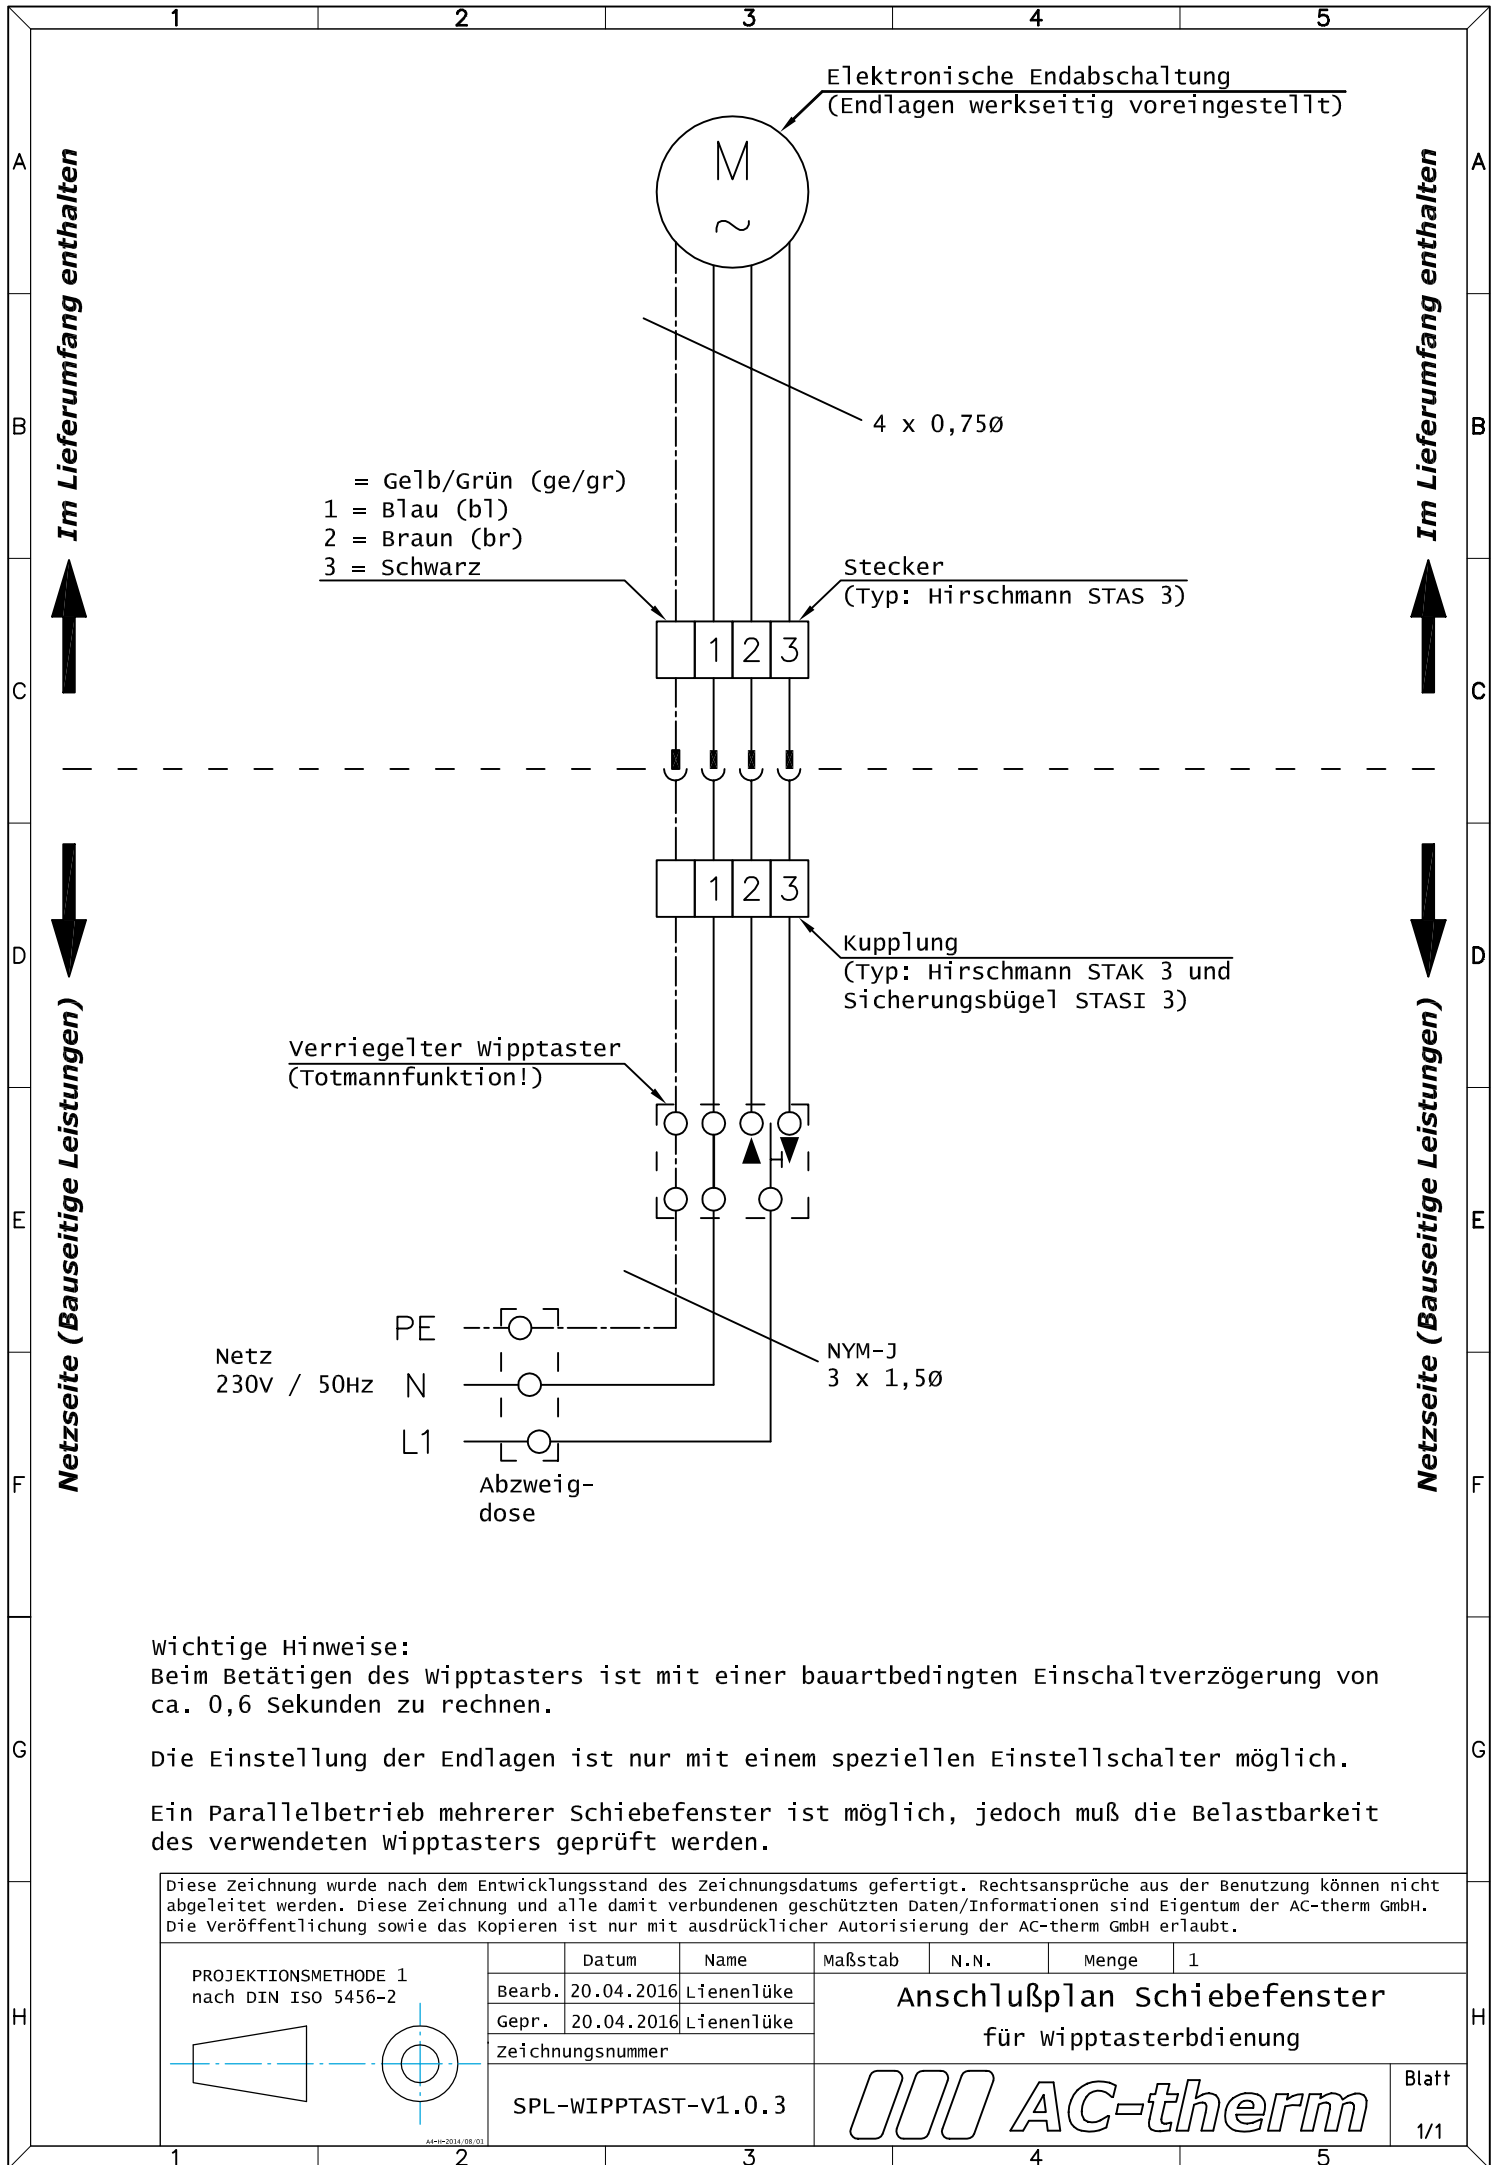 1 2 3 4 5
Elektronische Endabschaltung
(Endlagen werkseitig voreingestellt)
M
~
A
A
Im Lieferumfang enthalten
Im Lieferumfang enthalten
B
B
4 x 0,75Ø
= Gelb/Grün (ge/gr)
1 = Blau (bl)
2 = Braun (br)
3 = Schwarz
Stecker
(Typ: Hirschmann STAS 3)
1 2 3
C
C
1 2 3
D
D
Kupplung
(Typ: Hirschmann STAK 3 und
Sicherungsbügel STASI 3)
Verriegelter Wipptaster
(Totmannfunktion!)
Netzseite (Bauseitige Leistungen)
Netzseite (Bauseitige Leistungen)
E
E
PE
Netz
230V / 50Hz
N
L1
NYM-J
3 x 1,5Ø
Abzweig-
dose
F
F
Wichtige Hinweise:
Beim Betätigen des Wipptasters ist mit einer bauartbedingten Einschaltverzögerung von
ca. 0,6 Sekunden zu rechnen.
Die Einstellung der Endlagen ist nur mit einem speziellen Einstellschalter möglich.
Ein Parallelbetrieb mehrerer Schiebefenster ist möglich, jedoch muß die Belastbarkeit
des verwendeten Wipptasters geprüft werden.
G
G
Diese Zeichnung wurde nach dem Entwicklungsstand des Zeichnungsdatums gefertigt. Rechtsansprüche aus der Benutzung können nicht
abgeleitet werden. Diese Zeichnung und alle damit verbundenen geschützten Daten/Informationen sind Eigentum der AC-therm GmbH.
Die Veröffentlichung sowie das Kopieren ist nur mit ausdrücklicher Autorisierung der AC-therm GmbH erlaubt.
PROJEKTIONSMETHODE 1
nach DIN ISO 5456-2
A4-H-2014/08/01
Datum Name
Bearb. 20.04.2016 Lienenlüke
Gepr. 20.04.2016 Lienenlüke
Zeichnungsnummer
SPL-WIPPTAST-V1.0.3
Maßstab N.N. Menge 1
Anschlußplan Schiebefenster
für Wipptasterbdienung
AC-therm
Blatt
1/1
H
H
1 2 3 4 5